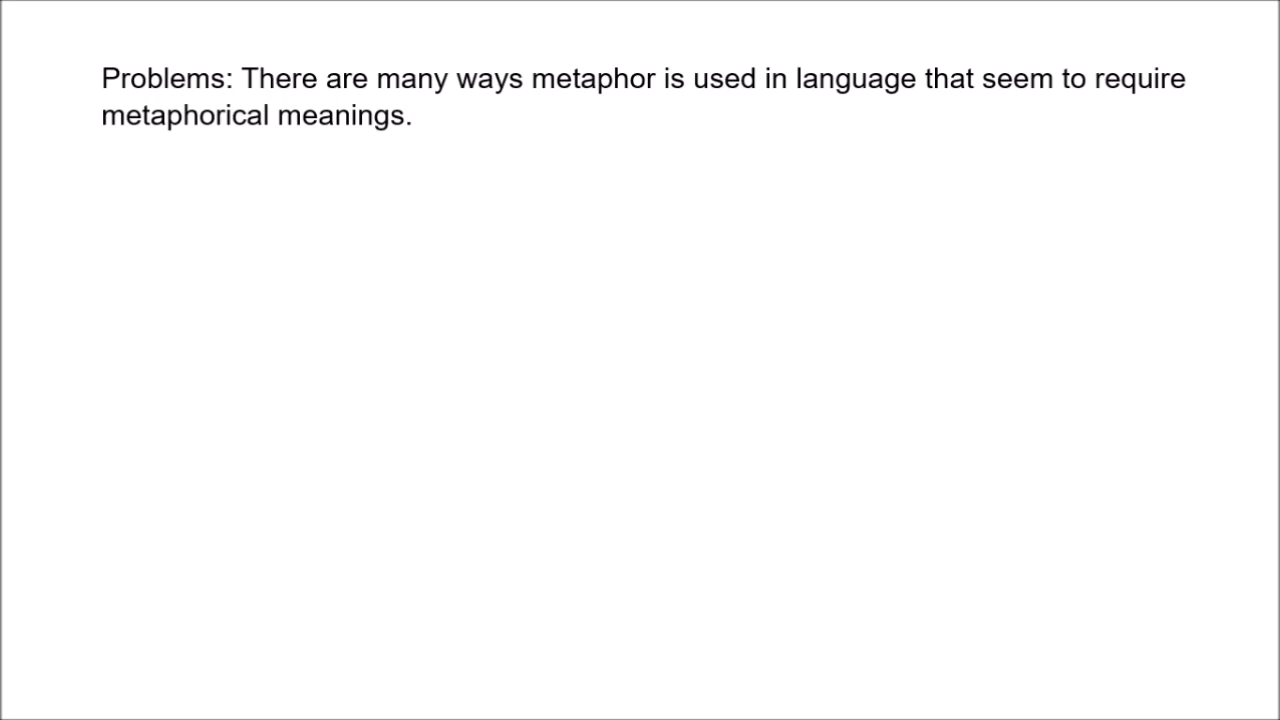 Problems: There are many ways metaphor is used in language that seem to require
metaphorical meanings.